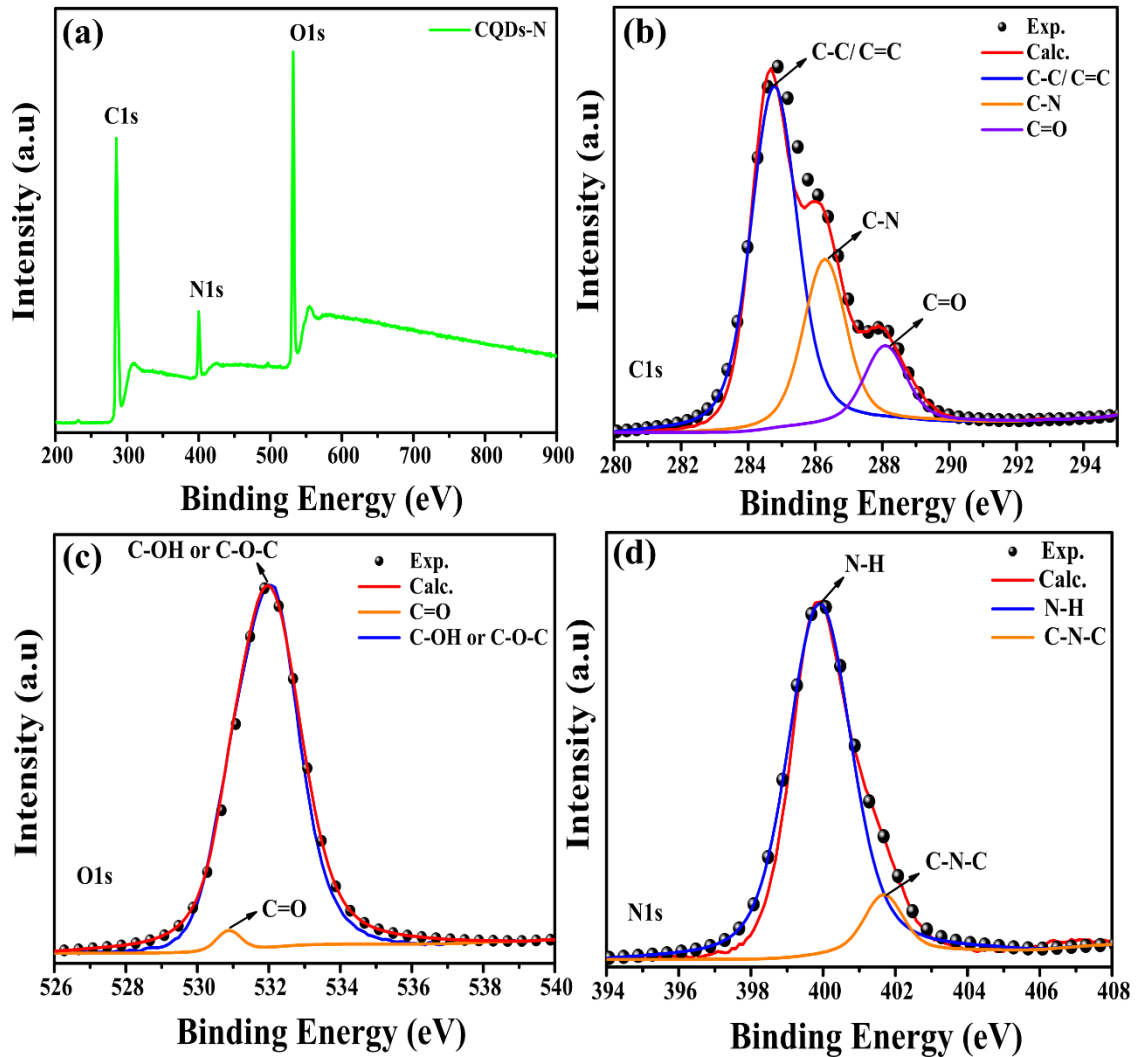 (a)
O1s
CQDs-N
C1s
N1s
Intensity (a.u)
200 300 400 500 600 700 800 900
Binding Energy (eV)
(b)
Exp.
Calc.
C-C/ C=C
C-N
C=O
C-C/ C=C
C-N
C=O
C1s
Intensity (a.u)
280 282 284 286 288 290 292 294
Binding Energy (eV)
(c)
C-OH or C-O-C
Exp.
Calc.
C=O
C-OH or C-O-C
O1s
C=O
Intensity (a.u)
526 528 530 532 534 536 538 540
Binding Energy (eV)
(d)
N-H
Exp.
Calc.
N-H
C-N-C
C-N-C
N1s
Intensity (a.u)
394 396 398 400 402 404 406 408
Binding Energy (eV)